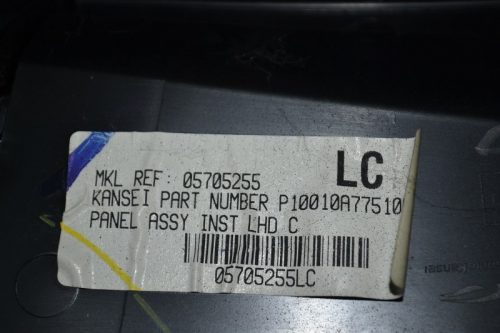 LC
MKL REF: 05705255
KANSEI PART NUMBER P10010A77510
PANEL ASSY INST LHD C
05705255LC